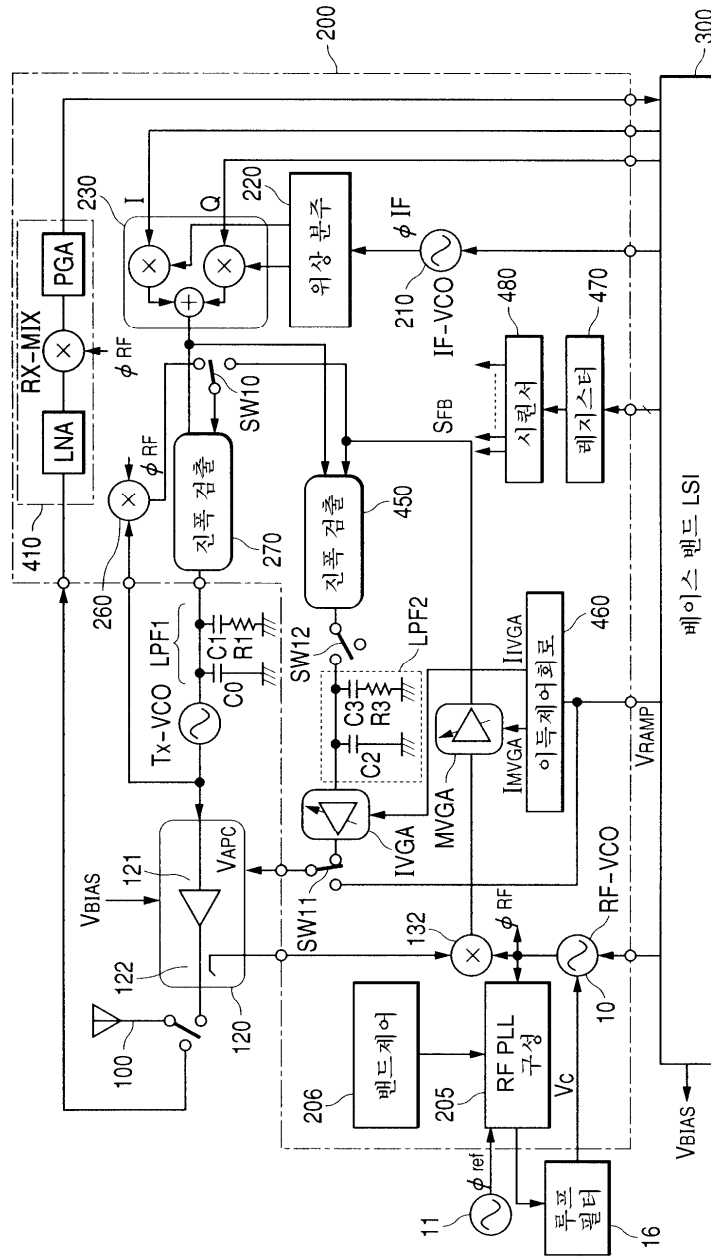 410
LNA
RX-MIX
PGA
φRF
260
φRF
230
I
Q
200
100
122
121
120
VBIAS
VAPC
Tx-VCO
LPF1
C0
C1
R1
진폭 검출
270
SW10
위상 분주
220
φIF
210
IF-VCO
진폭 검출
450
SW12
LPF2
C2
C3
R3
IVGA
SW11
SFB
시퀀서
480
레지스터
470
MVGA
IMVGA
IIVGA
이득제어회로
460
VRAMP
132
φRF
밴드제어
206
RF PLL
구성
205
φref
11
RF-VCO
10
Vc
루프
필터
16
VBIAS
베이스 밴드 LSI
300